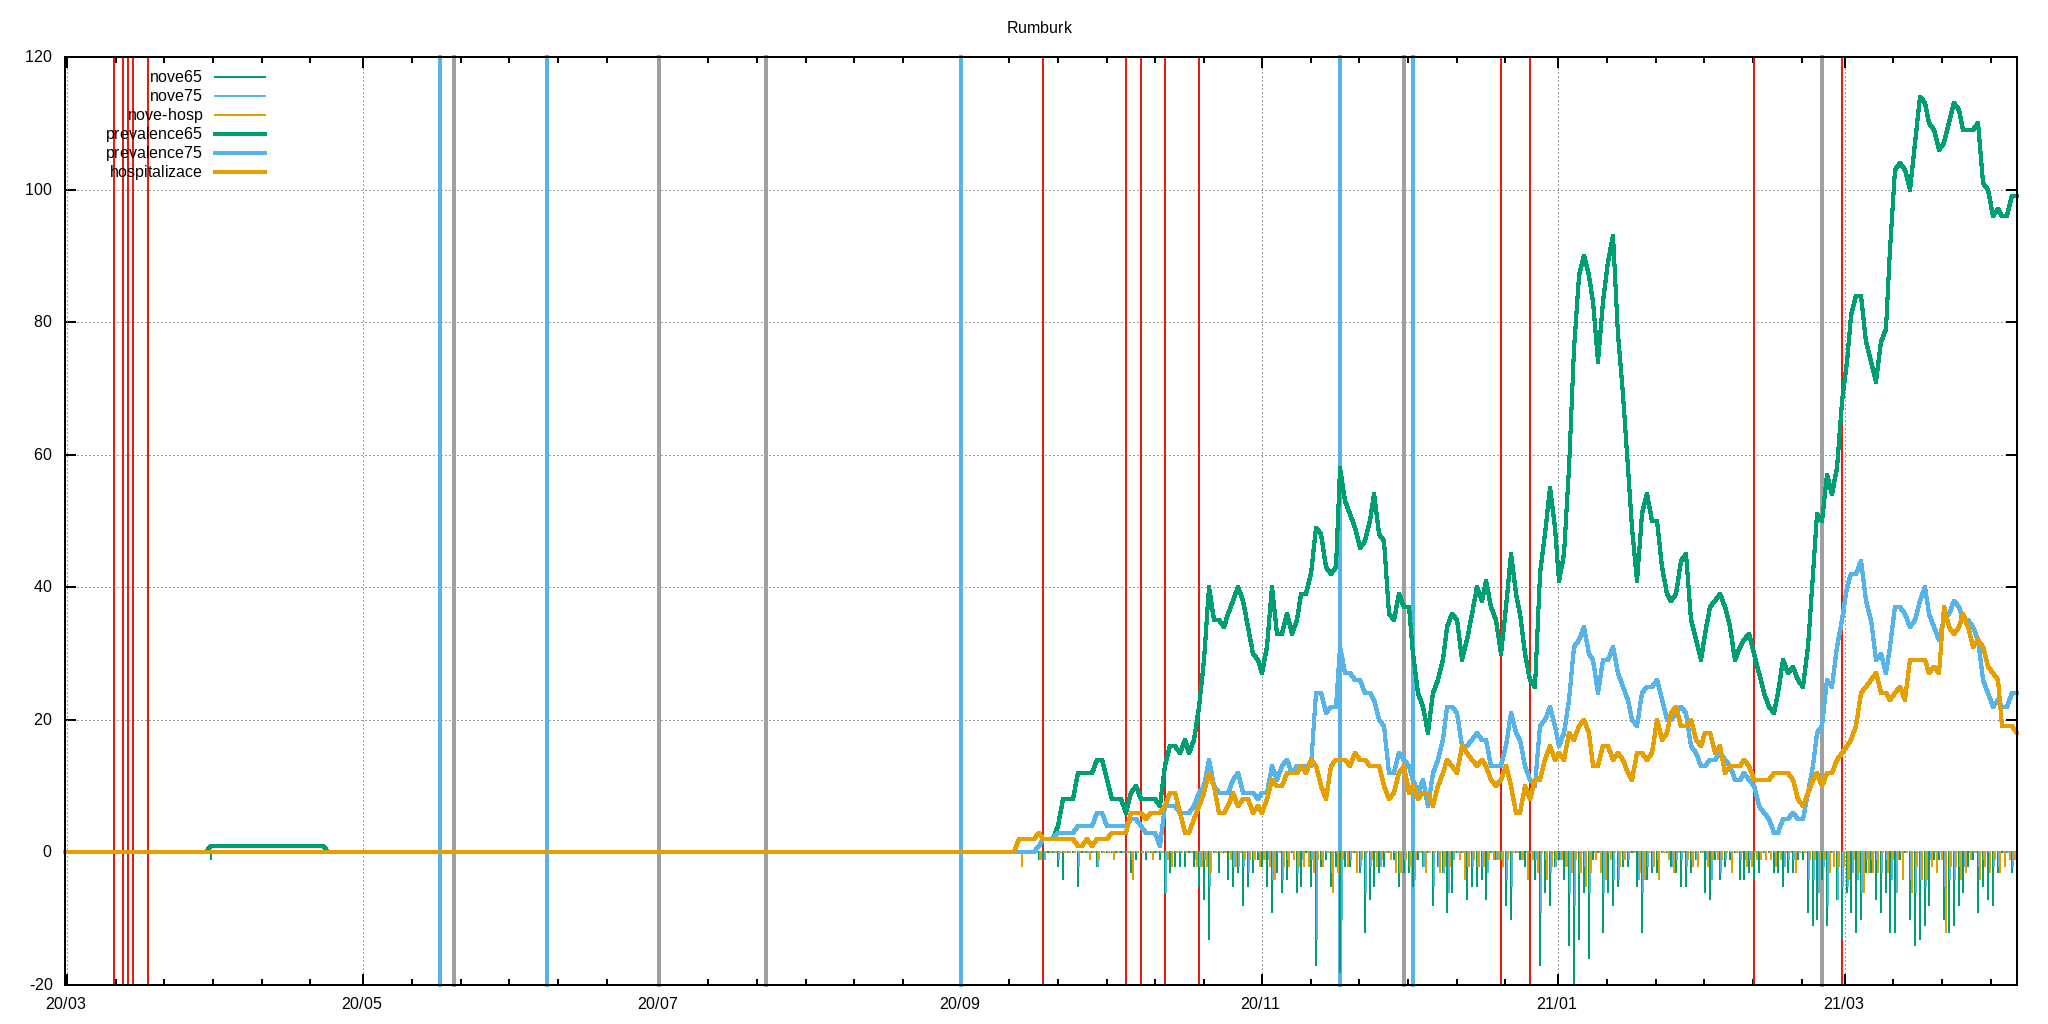 Rumburk
120
100
80
60
40
20
0
-20
nove65
nove75
nove-hosp
prevalence65
prevalence75
hospitalizace
20/03 20/05 20/07 20/09 20/11 21/01 21/03